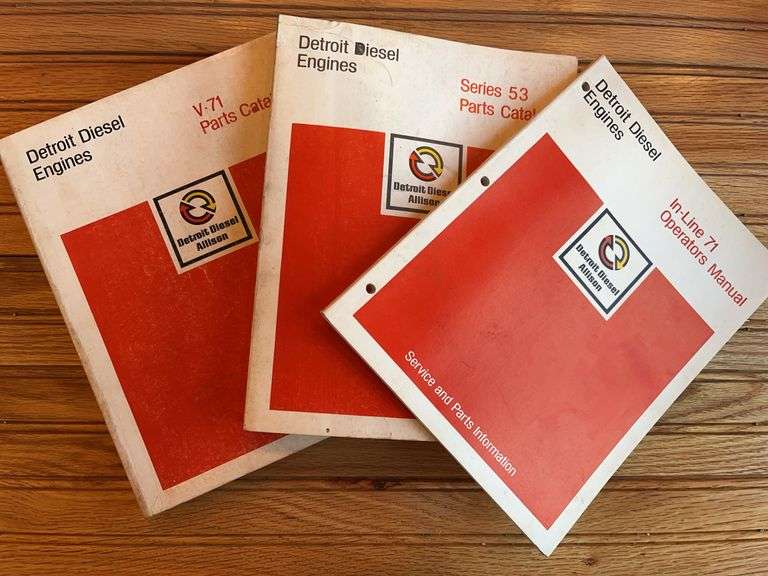 Detroit Diesel
Engines
V-71
Parts Catal
Detroit Diesel
Allison
Detroit Diesel
Engines
Series 53
Parts Catal
Detroit Diesel
Allison
Detroit Diesel
Engines
In-Line 71
Operators Manual
Detroit Diesel
Allison
Service and Parts Information